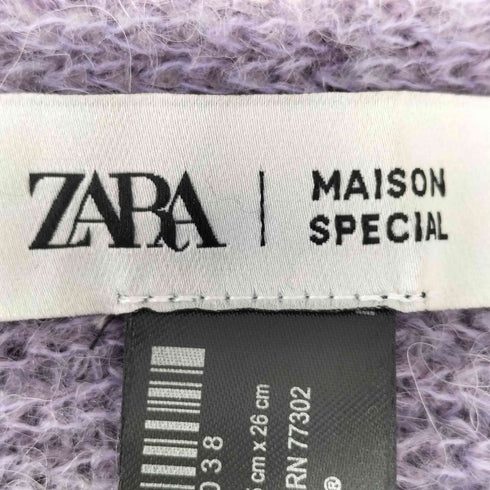 ZARA | MAISON
SPECIAL
038
cm x 26 cm
RN 77302
®